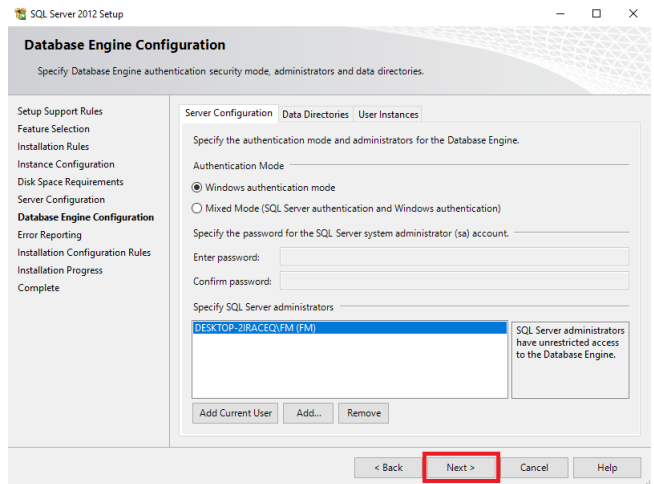 SQL Server 2012 Setup
Database Engine Configuration
Specify Database Engine authentication security mode, administrators and data directories.
Setup Support Rules
Feature Selection
Installation Rules
Instance Configuration
Disk Space Requirements
Server Configuration
Database Engine Configuration
Error Reporting
Installation Configuration Rules
Installation Progress
Complete
Server Configuration Data Directories User Instances
Specify the authentication mode and administrators for the Database Engine.
Authentication Mode
Windows authentication mode
Mixed Mode (SQL Server authentication and Windows authentication)
Specify the password for the SQL Server system administrator (sa) account.
Enter password:
Confirm password:
Specify SQL Server administrators
DESKTOP-2IRACEQ\FM (FM)
SQL Server administrators
have unrestricted access
to the Database Engine.
Add Current User Add... Remove
< Back Next > Cancel Help